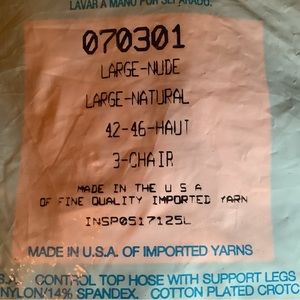 LAVAR A MANO POR SEPARADO.
070301
LARGE-NUDE
LARGE-NATURAL
42-46-HAUT
3-CHAIR
MADE IN THE U S A
OF FINE QUALITY IMPORTED YARN
INSP0517125L
MADE IN U.S.A. OF IMPORTED YARNS
S.A. CONTROL TOP HOSE WITH SUPPORT LEGS
NYLON/14% SPANDEX. COTTON PLATED CROTC